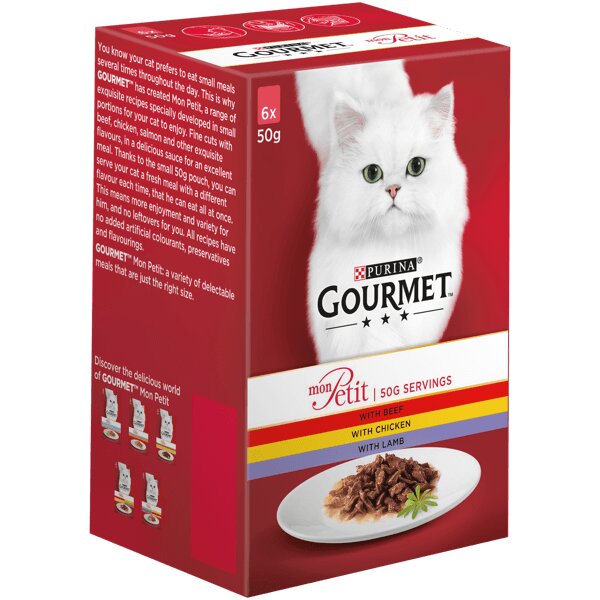 6x
50g
You know your cat prefers to eat small meals
several times throughout the day. This is why
GOURMET™ has created Mon Petit, a range of
exquisite recipes specially developed in small
portions for your cat to enjoy. Fine cuts with
beef, chicken, salmon and other exquisite
flavours, in a delicious sauce for an excellent
meal. Thanks to the small 50g pouch, you can
serve your cat a fresh meal with a different
flavour each time, that he can eat all at once.
This means more enjoyment and variety for
him, and no leftovers for you. All recipes have
no added artificial colourants, preservatives
and flavourings.
GOURMET™ Mon Petit: a variety of delectable
meals that are just the right size.
Discover the delicious world
of GOURMET™ Mon Petit
PURINA
GOURMET
mon Petit
6x
50g
PURINA®
GOURMET™
mon Petit | 50G SERVINGS
WITH BEEF
WITH CHICKEN
WITH LAMB